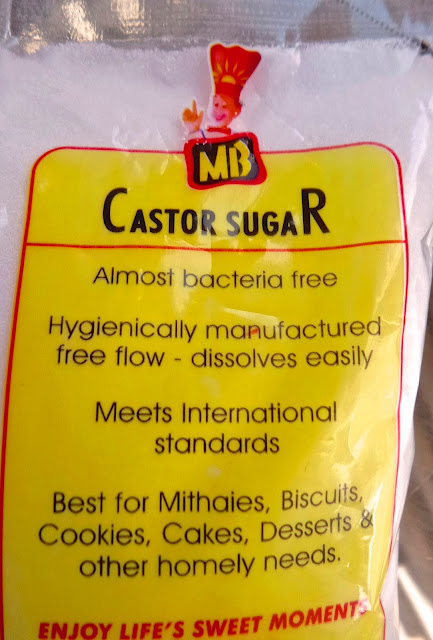 MB
CASTOR SUGAR
Almost bacteria free
Hygienically manufactured
free flow - dissolves easily
Meets International
standards
Best for Mithaies, Biscuits,
Cookies, Cakes, Desserts &
other homely needs.
ENJOY LIFE'S SWEET MOMENTS